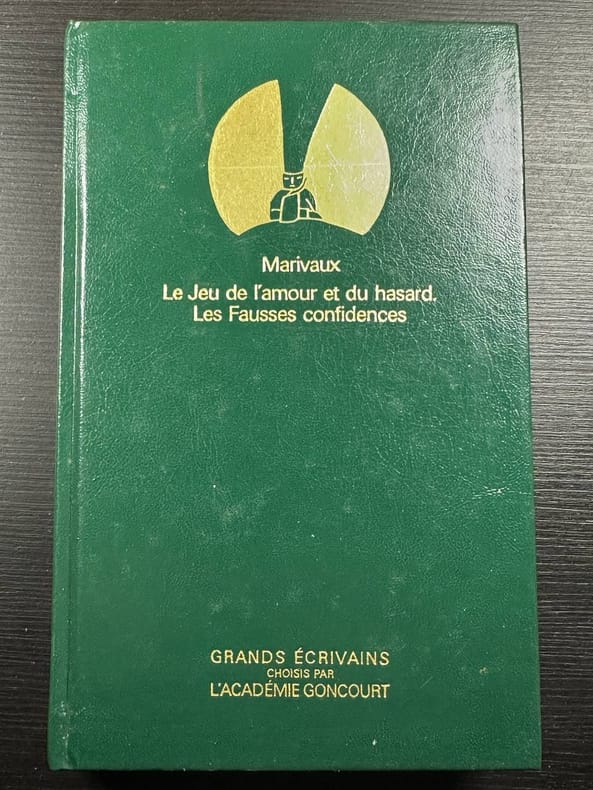 Marivaux
Le Jeu de l'amour et du hasard.
Les Fausses confidences
GRANDS ÉCRIVAINS
CHOISIS PAR
L'ACADÉMIE GONCOURT